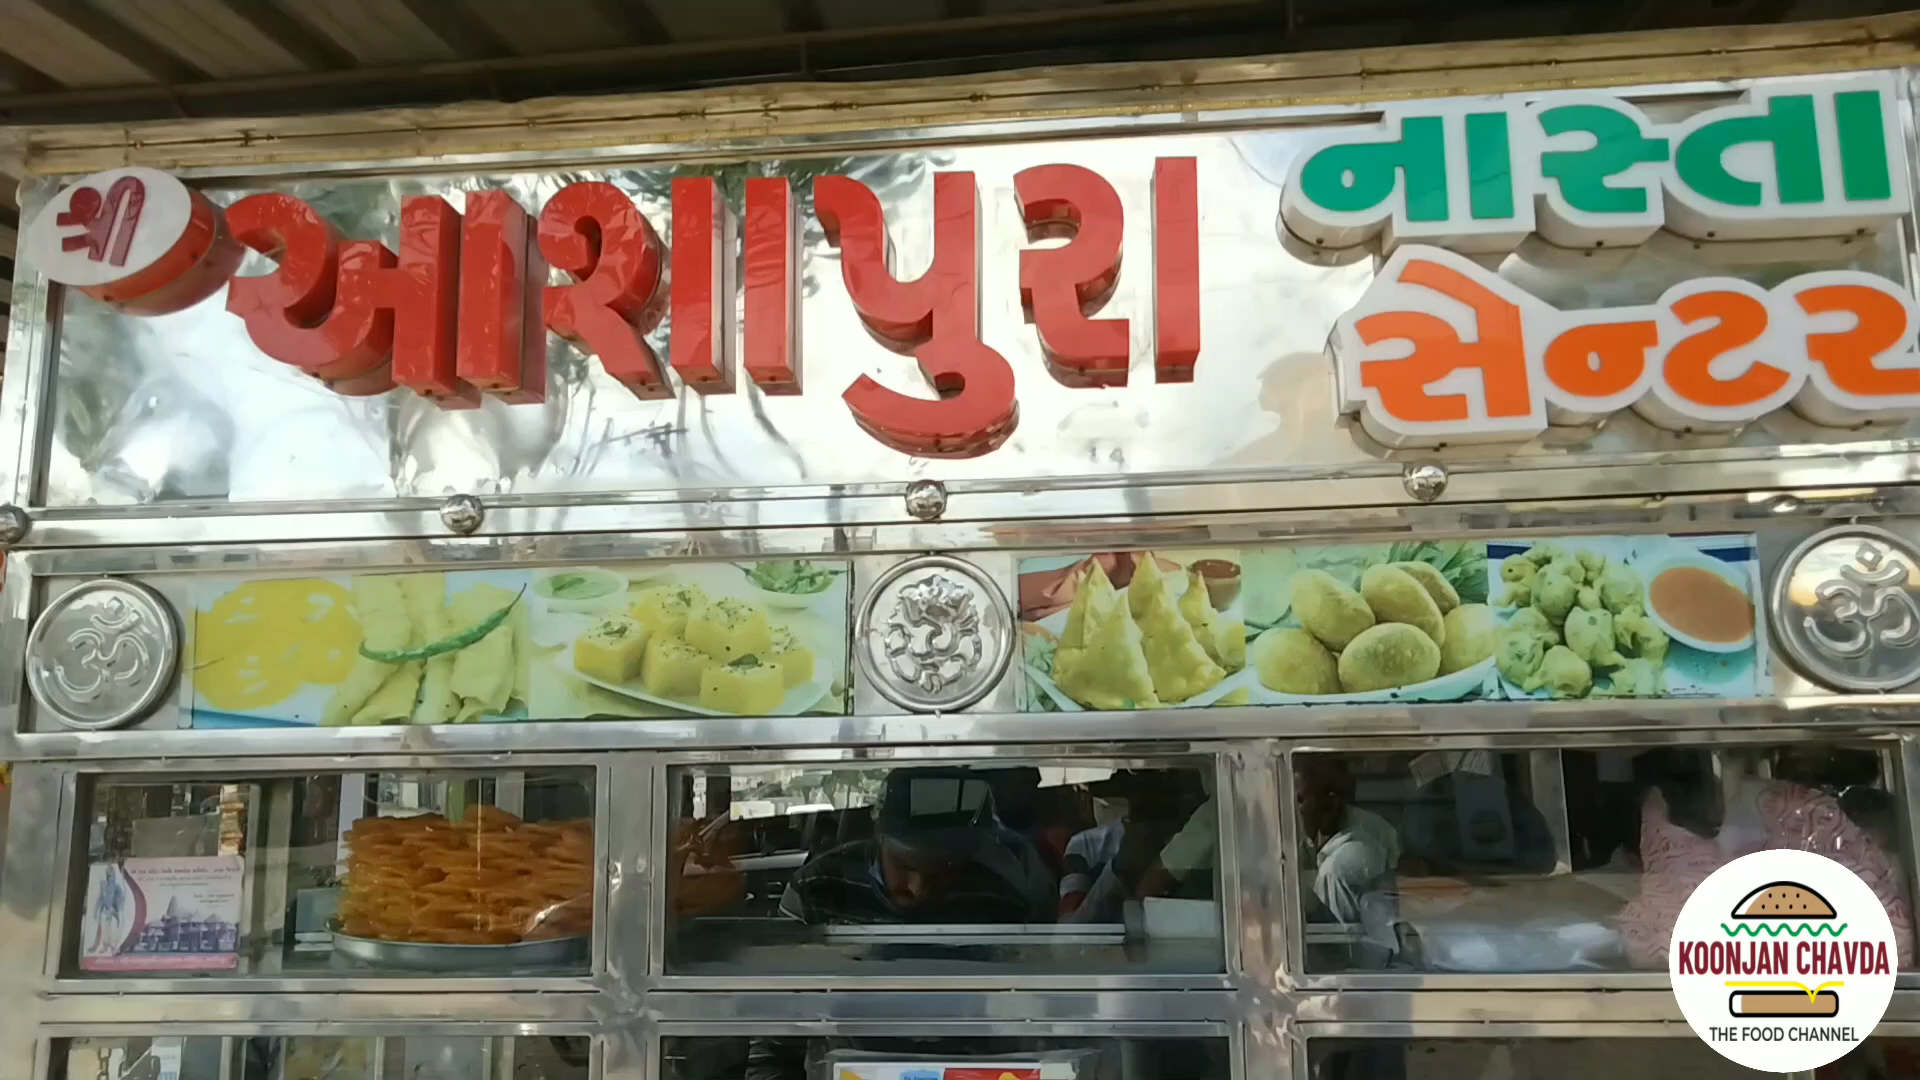 શ્રી આશાપુરા નાસ્તા
સેન્ટર
ૐ
ૐ
KOONJAN CHAVDA
THE FOOD CHANNEL